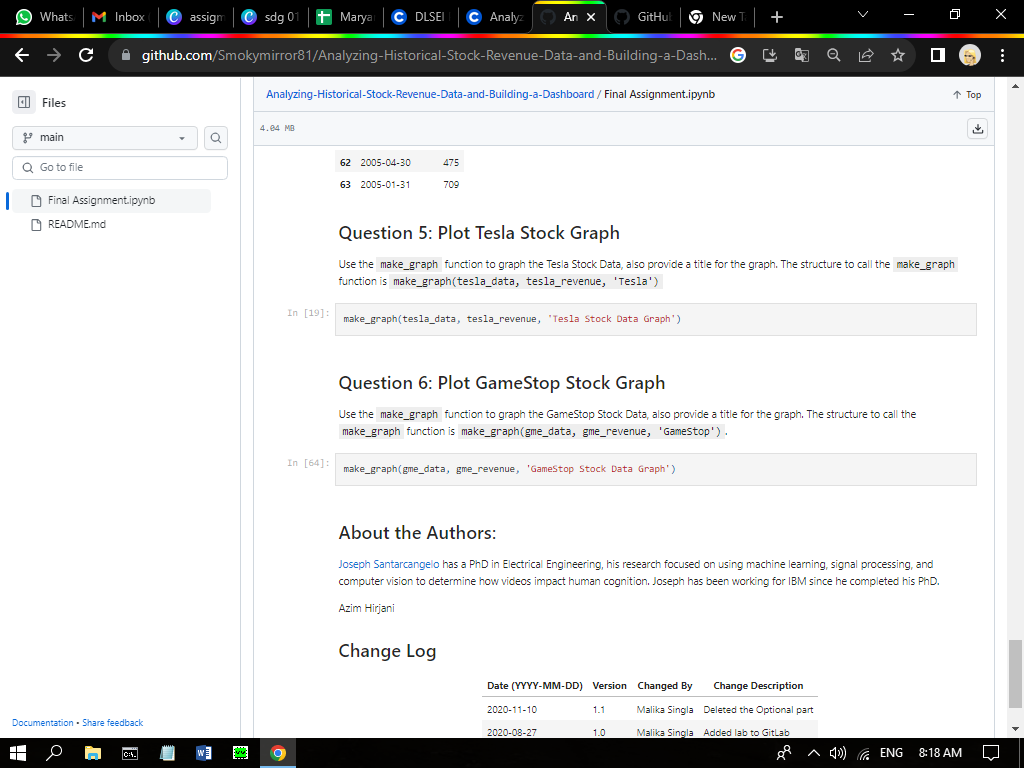 Whats
Inbox
assigm
sdg 01
Marya
DLSEI
Analyz
An
GitHu
New T
github.com/Smokymirror81/Analyzing-Historical-Stock-Revenue-Data-and-Building-a-Dash...
Files
main
Go to file
Final Assignment.ipynb
README.md
Documentation • Share feedback
Analyzing-Historical-Stock-Revenue-Data-and-Building-a-Dashboard / Final Assignment.ipynb
Top
4.04 MB
62 2005-04-30 475
63 2005-01-31 709
Question 5: Plot Tesla Stock Graph
Use the make_graph function to graph the Tesla Stock Data, also provide a title for the graph. The structure to call the make_graph
function is make_graph(tesla_data, tesla_revenue, 'Tesla')
In [19]: make_graph(tesla_data, tesla_revenue, 'Tesla Stock Data Graph')
Question 6: Plot GameStop Stock Graph
Use the make_graph function to graph the GameStop Stock Data, also provide a title for the graph. The structure to call the
make_graph function is make_graph(gme_data, gme_revenue, 'GameStop').
In [64]: make_graph(gme_data, gme_revenue, 'GameStop Stock Data Graph')
About the Authors:
Joseph Santarcangelo has a PhD in Electrical Engineering, his research focused on using machine learning, signal processing, and
computer vision to determine how videos impact human cognition. Joseph has been working for IBM since he completed his PhD.
Azim Hirjani
Change Log
Date (YYYY-MM-DD) Version Changed By Change Description
2020-11-10 1.1 Malika Singla Deleted the Optional part
2020-08-27 1.0 Malika Singla Added lab to GitLab
ENG 8:18 AM